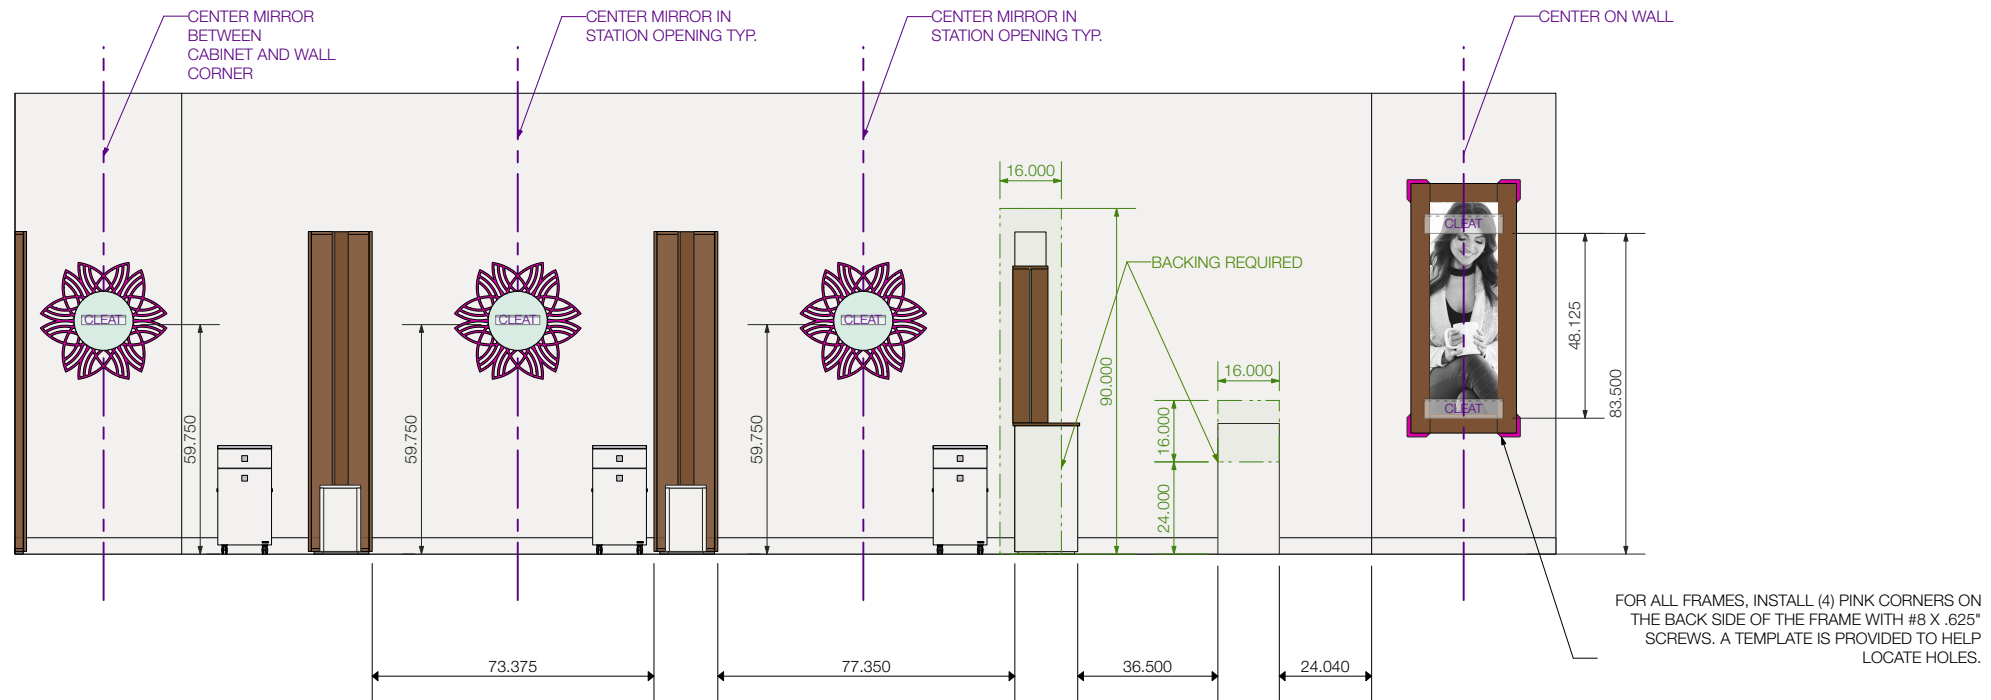 CENTER MIRROR
BETWEEN
CABINET AND WALL
CORNER
CENTER MIRROR IN
STATION OPENING TYP.
CENTER MIRROR IN
STATION OPENING TYP.
CENTER ON WALL
16.000
CLEAT
BACKING REQUIRED
CLEAT
CLEAT
CLEAT
48.125
83.500
90.000
16.000
CLEAT
59.750
59.750
59.750
16.000
24.000
FOR ALL FRAMES, INSTALL (4) PINK CORNERS ON
THE BACK SIDE OF THE FRAME WITH #8 X .625"
SCREWS. A TEMPLATE IS PROVIDED TO HELP
LOCATE HOLES.
73.375
77.350
36.500
24.040